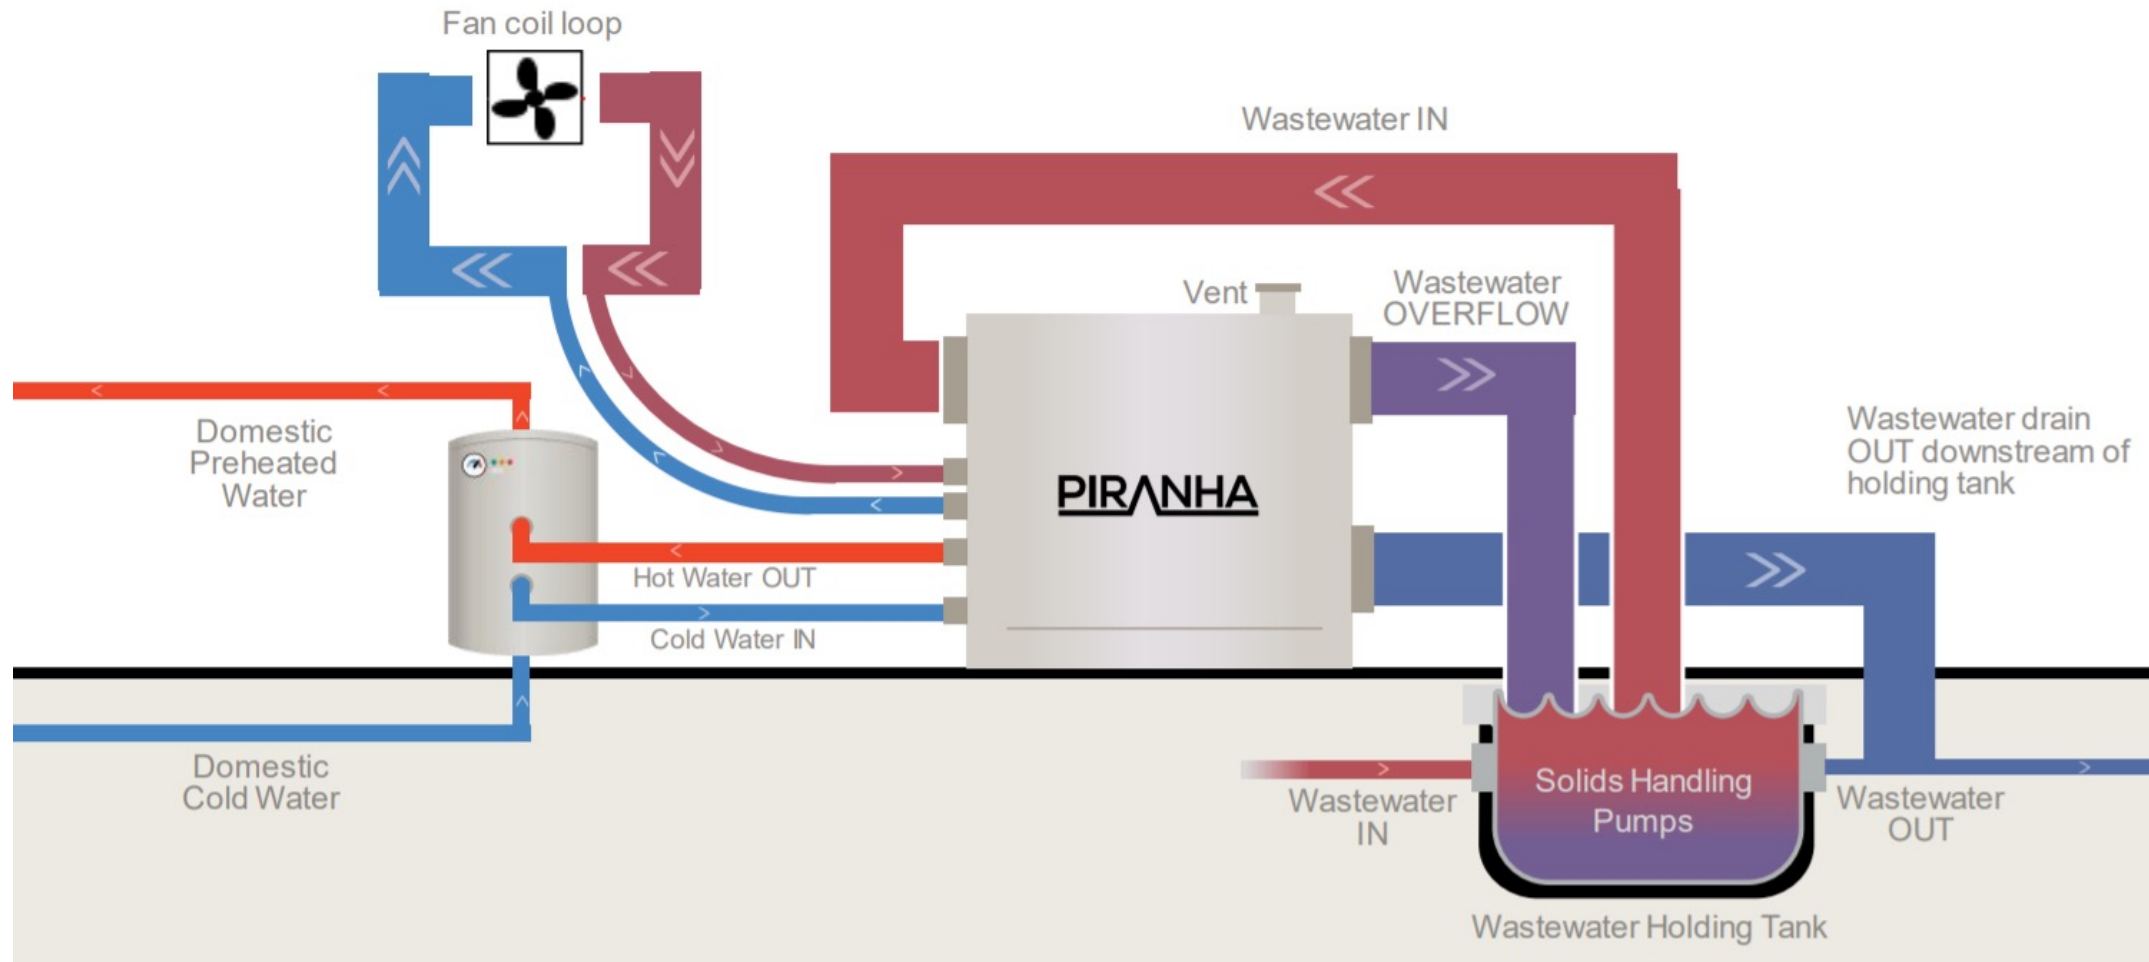 Fan coil loop
Wastewater IN
Vent
Wastewater
OVERFLOW
Domestic
Preheated
Water
Wastewater drain
OUT downstream of
holding tank
PIRANHA
Hot Water OUT
Cold Water IN
Domestic
Cold Water
Solids Handling
Pumps
Wastewater
IN
Wastewater
OUT
Wastewater Holding Tank